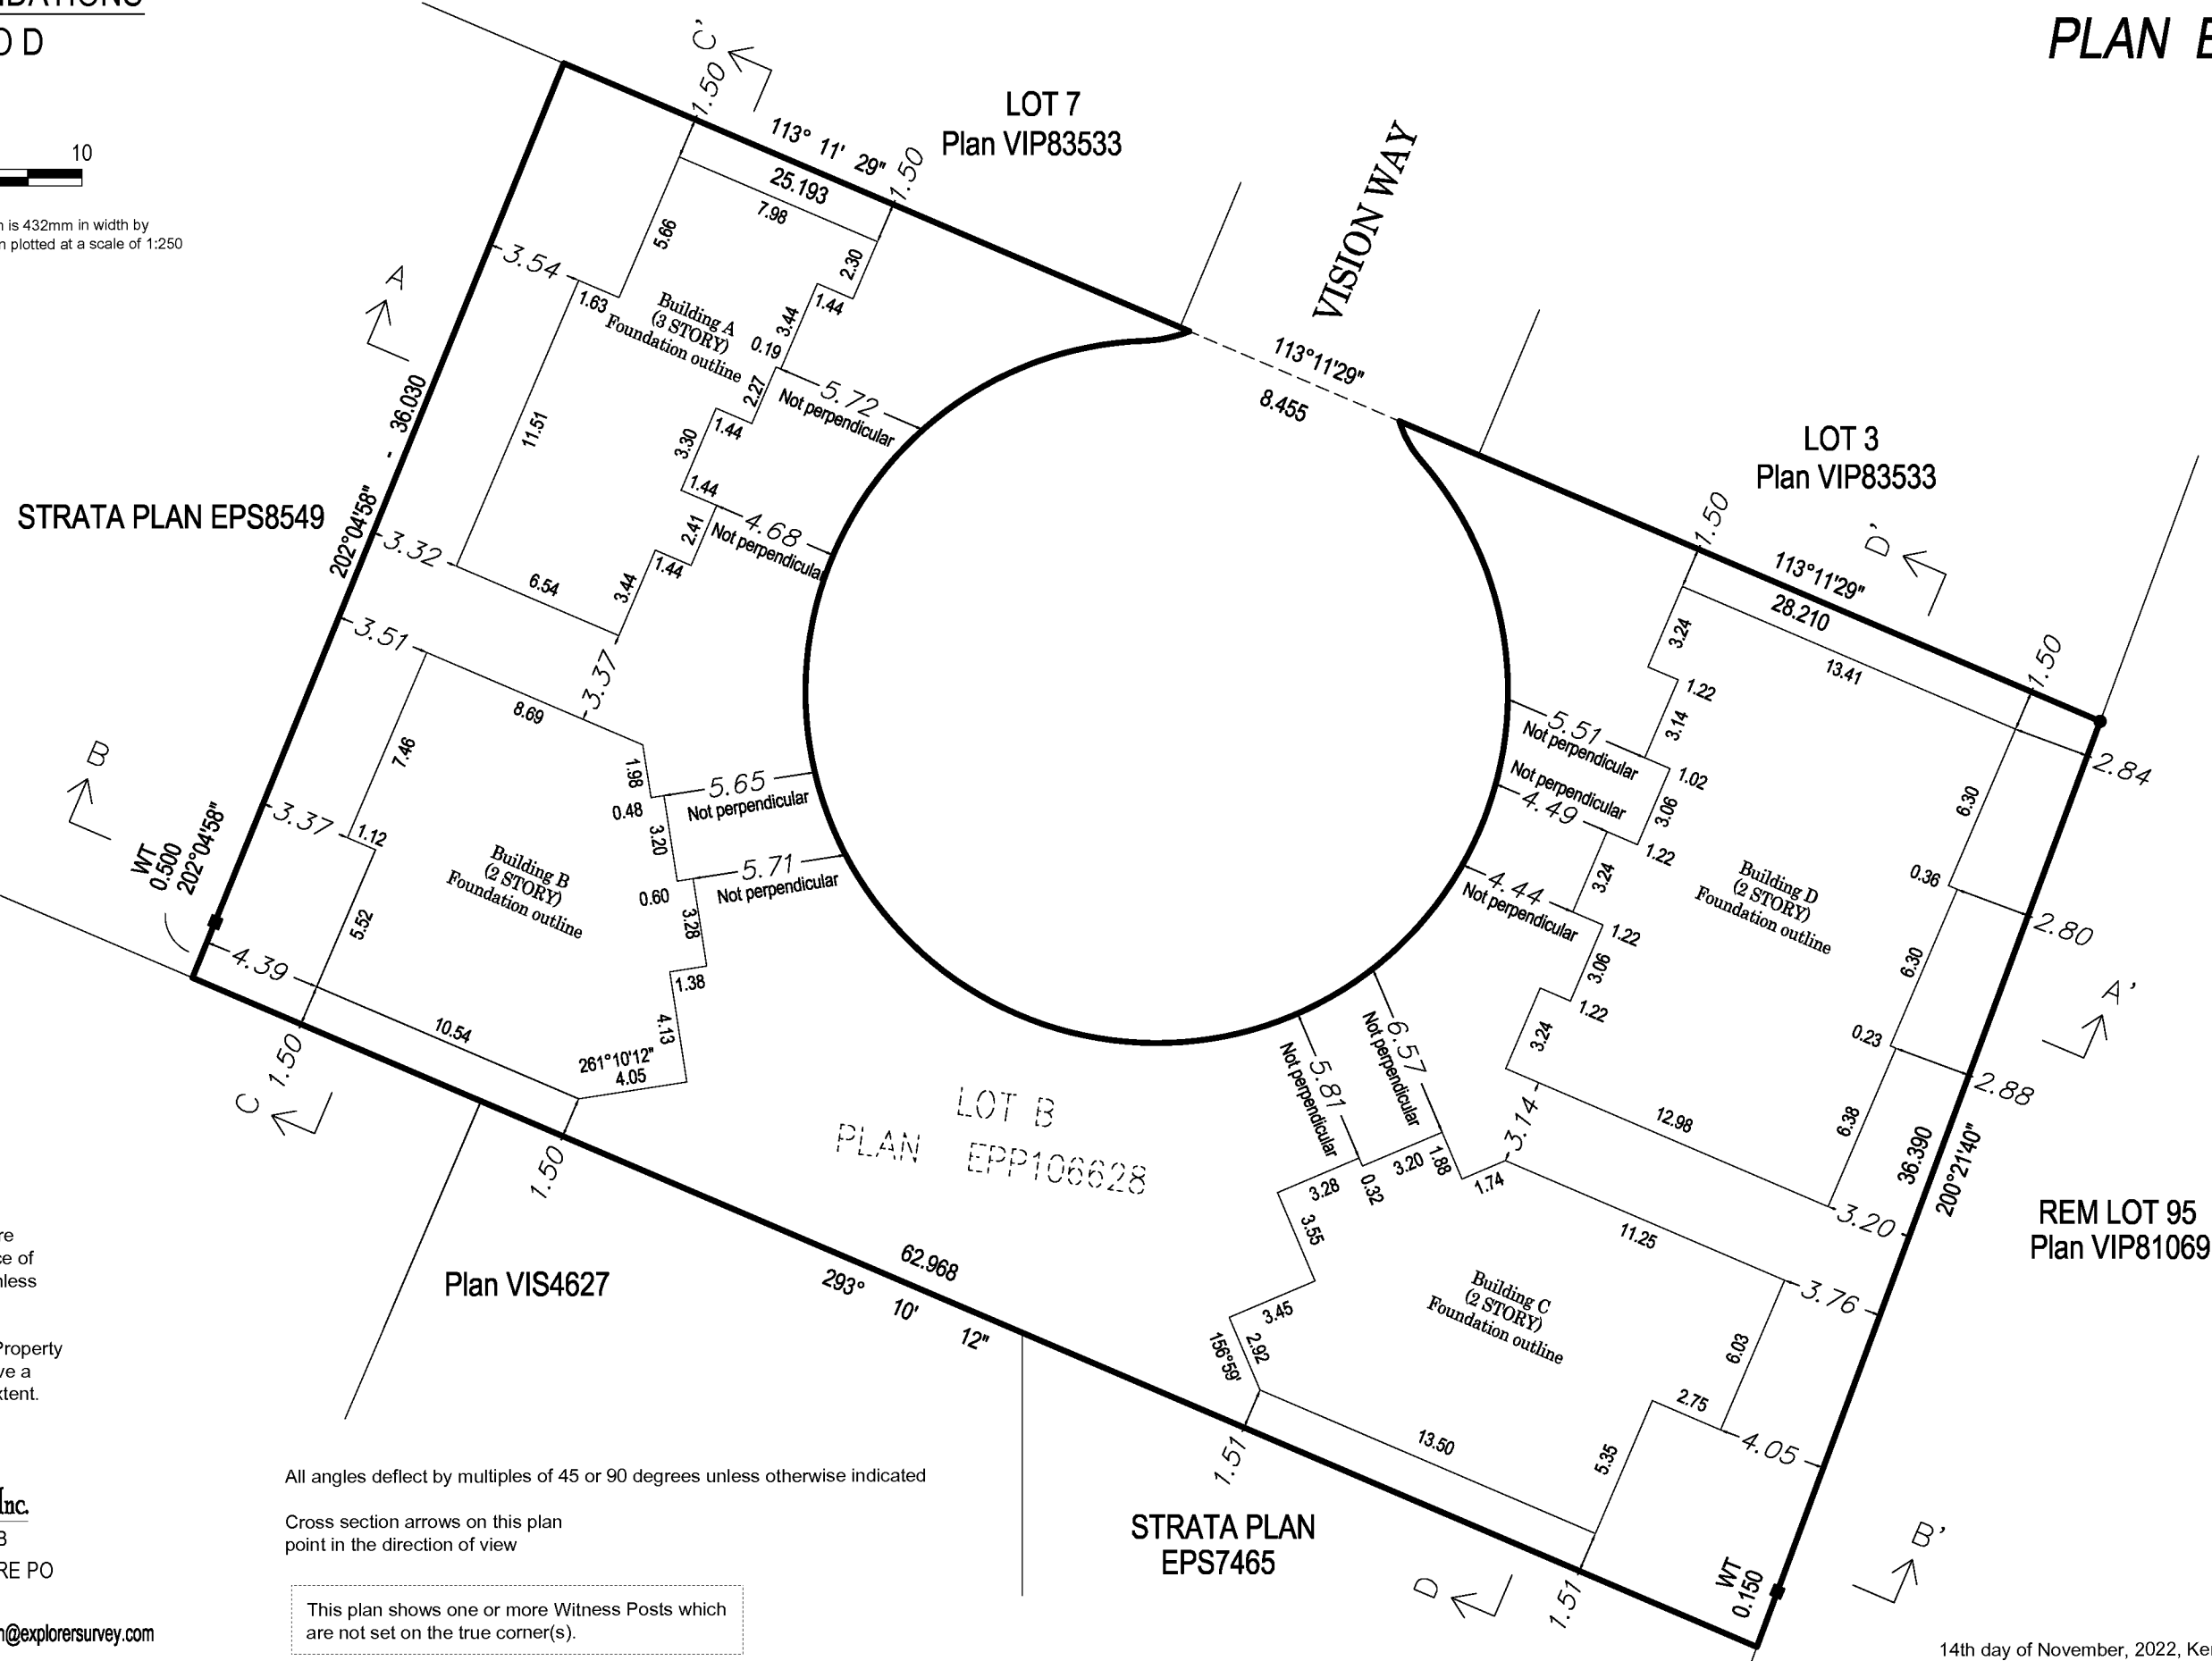 PLAN
10
n is 432mm in width by
n plotted at a scale of 1:250
C'
1.50
113° 11' 29"
25.193
7.98
1.50
LOT 7
Plan VIP83533
VISION WAY
113°11'29"
8.455
LOT 3
Plan VIP83533
1.50
D'
113°11'29"
28.210
13.41
1.50
A
3.54
1.63
5.66
2.30
1.44
3.44
0.19
Building A
(3 STORY)
Foundation outline
2.27
1.44
3.30
1.44
2.41
1.44
3.44
11.51
6.54
5.72
Not perpendicular
4.68
Not perpendicular
36.030
-
202°04'58"
STRATA PLAN EPS8549
3.32
3.51
3.37
8.69
7.46
3.37
1.12
5.52
B
WT
0.500
202°04'58"
4.39
Building B
(2 STORY)
Foundation outline
1.98
0.48
3.20
0.60
3.28
1.38
4.13
261°10'12"
4.05
10.54
5.65
Not perpendicular
5.71
Not perpendicular
C
1.50
1.50
3.24
1.22
3.14
1.02
3.06
1.22
3.24
1.22
3.06
1.22
3.24
5.51
Not perpendicular
Not perpendicular
4.49
4.44
Not perpendicular
Building D
(2 STORY)
Foundation outline
6.30
0.36
6.30
0.23
6.38
12.98
2.84
2.80
2.88
A'
3.20
36.390
200°21'40"
REM LOT 95
Plan VIP81069
6.57
Not perpendicular
5.81
Not perpendicular
3.14
3.20
1.88
1.74
0.32
3.28
3.55
3.45
2.92
156°59'
11.25
3.76
6.03
2.75
4.05
5.35
13.50
Building C
(2 STORY)
Foundation outline
LOT B
PLAN EPP106628
62.968
293° 10' 12"
Plan VIS4627
1.51
1.51
STRATA PLAN
EPS7465
D
B'
WT
0.150
Property
Inc.
RE PO
n@explorersurvey.com
All angles deflect by multiples of 45 or 90 degrees unless otherwise indicated
Cross section arrows on this plan
point in the direction of view
This plan shows one or more Witness Posts which
are not set on the true corner(s).
14th day of November, 2022, Ke